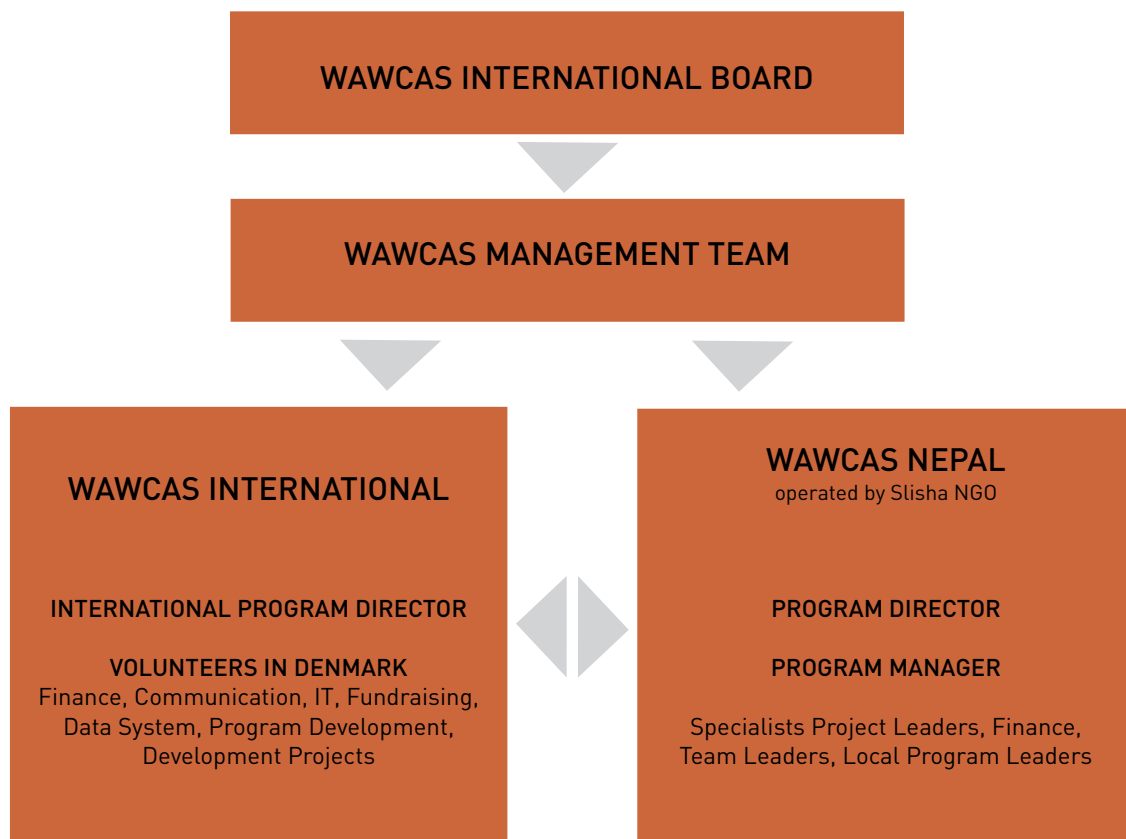 WAWCAS INTERNATIONAL BOARD
WAWCAS MANAGEMENT TEAM
WAWCAS INTERNATIONAL
INTERNATIONAL PROGRAM DIRECTOR
VOLUNTEERS IN DENMARK
Finance, Communication, IT, Fundraising,
Data System, Program Development,
Development Projects
WAWCAS NEPAL
operated by Slisha NGO
PROGRAM DIRECTOR
PROGRAM MANAGER
Specialists Project Leaders, Finance,
Team Leaders, Local Program Leaders